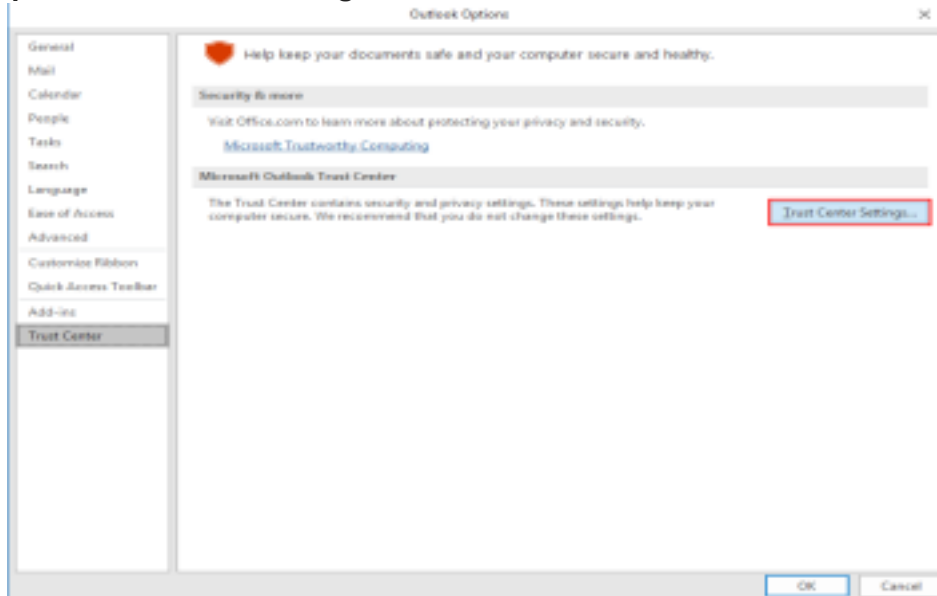 Outlook Options
General
Mail
Calendar
People
Tasks
Search
Language
Ease of Access
Advanced
Customize Ribbon
Quick Access Toolbar
Add-ins
Trust Center
Help keep your documents safe and your computer secure and healthy.
Security & more
Visit Office.com to learn more about protecting your privacy and security.
Microsoft Trustworthy Computing
Microsoft Outlook Trust Center
The Trust Center contains security and privacy settings. These settings help keep your
computer secure. We recommend that you do not change these settings.
Trust Center Settings...
OK
Cancel